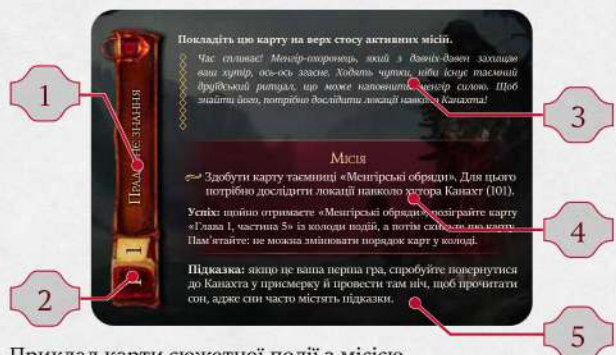 Покладіть цю карту на верх стосу активних місій.
Час спливає! Менгір-охоронець, який з давніх-давен захищав
ваш хутір, ось-ось згасне. Ходять чутки, ніби існує таємний
друїдський ритуал, що може наповнити менгір силою. Щоб
знайти його, потрібно дослідити локації навколо Канахта!
1
Прадавнє знання
3
Місія
Здобути карту таємниці «Менгірські обряди». Для цього
потрібно дослідити локації навколо хутора Канахт (101).
4
Успіх: щойно отримаєте «Менгірські обряди», розіграйте карту
«Глава 1, частина 5» із колоди подій, а потім скиньте цю карту.
Пам'ятайте: не можна змінювати порядок карт у колоді.
1
1
2
Підказка: якщо це ваша перша гра, спробуйте повернутися
до Канахта у присмерку й провести там ніч, щоб прочитати
сон, адже сни часто містять підказки.
5
Приклад карти сюжетної події з місією